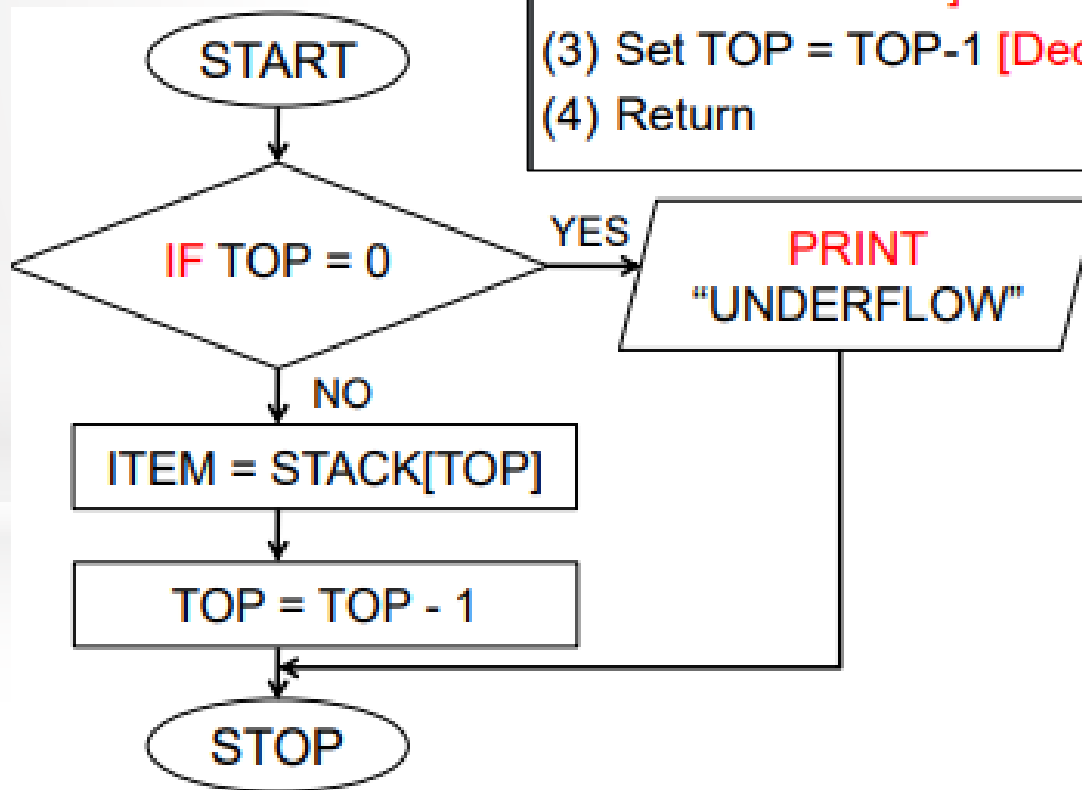 (3) Set TOP = TOP-1
(4) Return
START
IF TOP = 0
YES
PRINT
“UNDERFLOW”
NO
ITEM = STACK[TOP]
TOP = TOP - 1
STOP